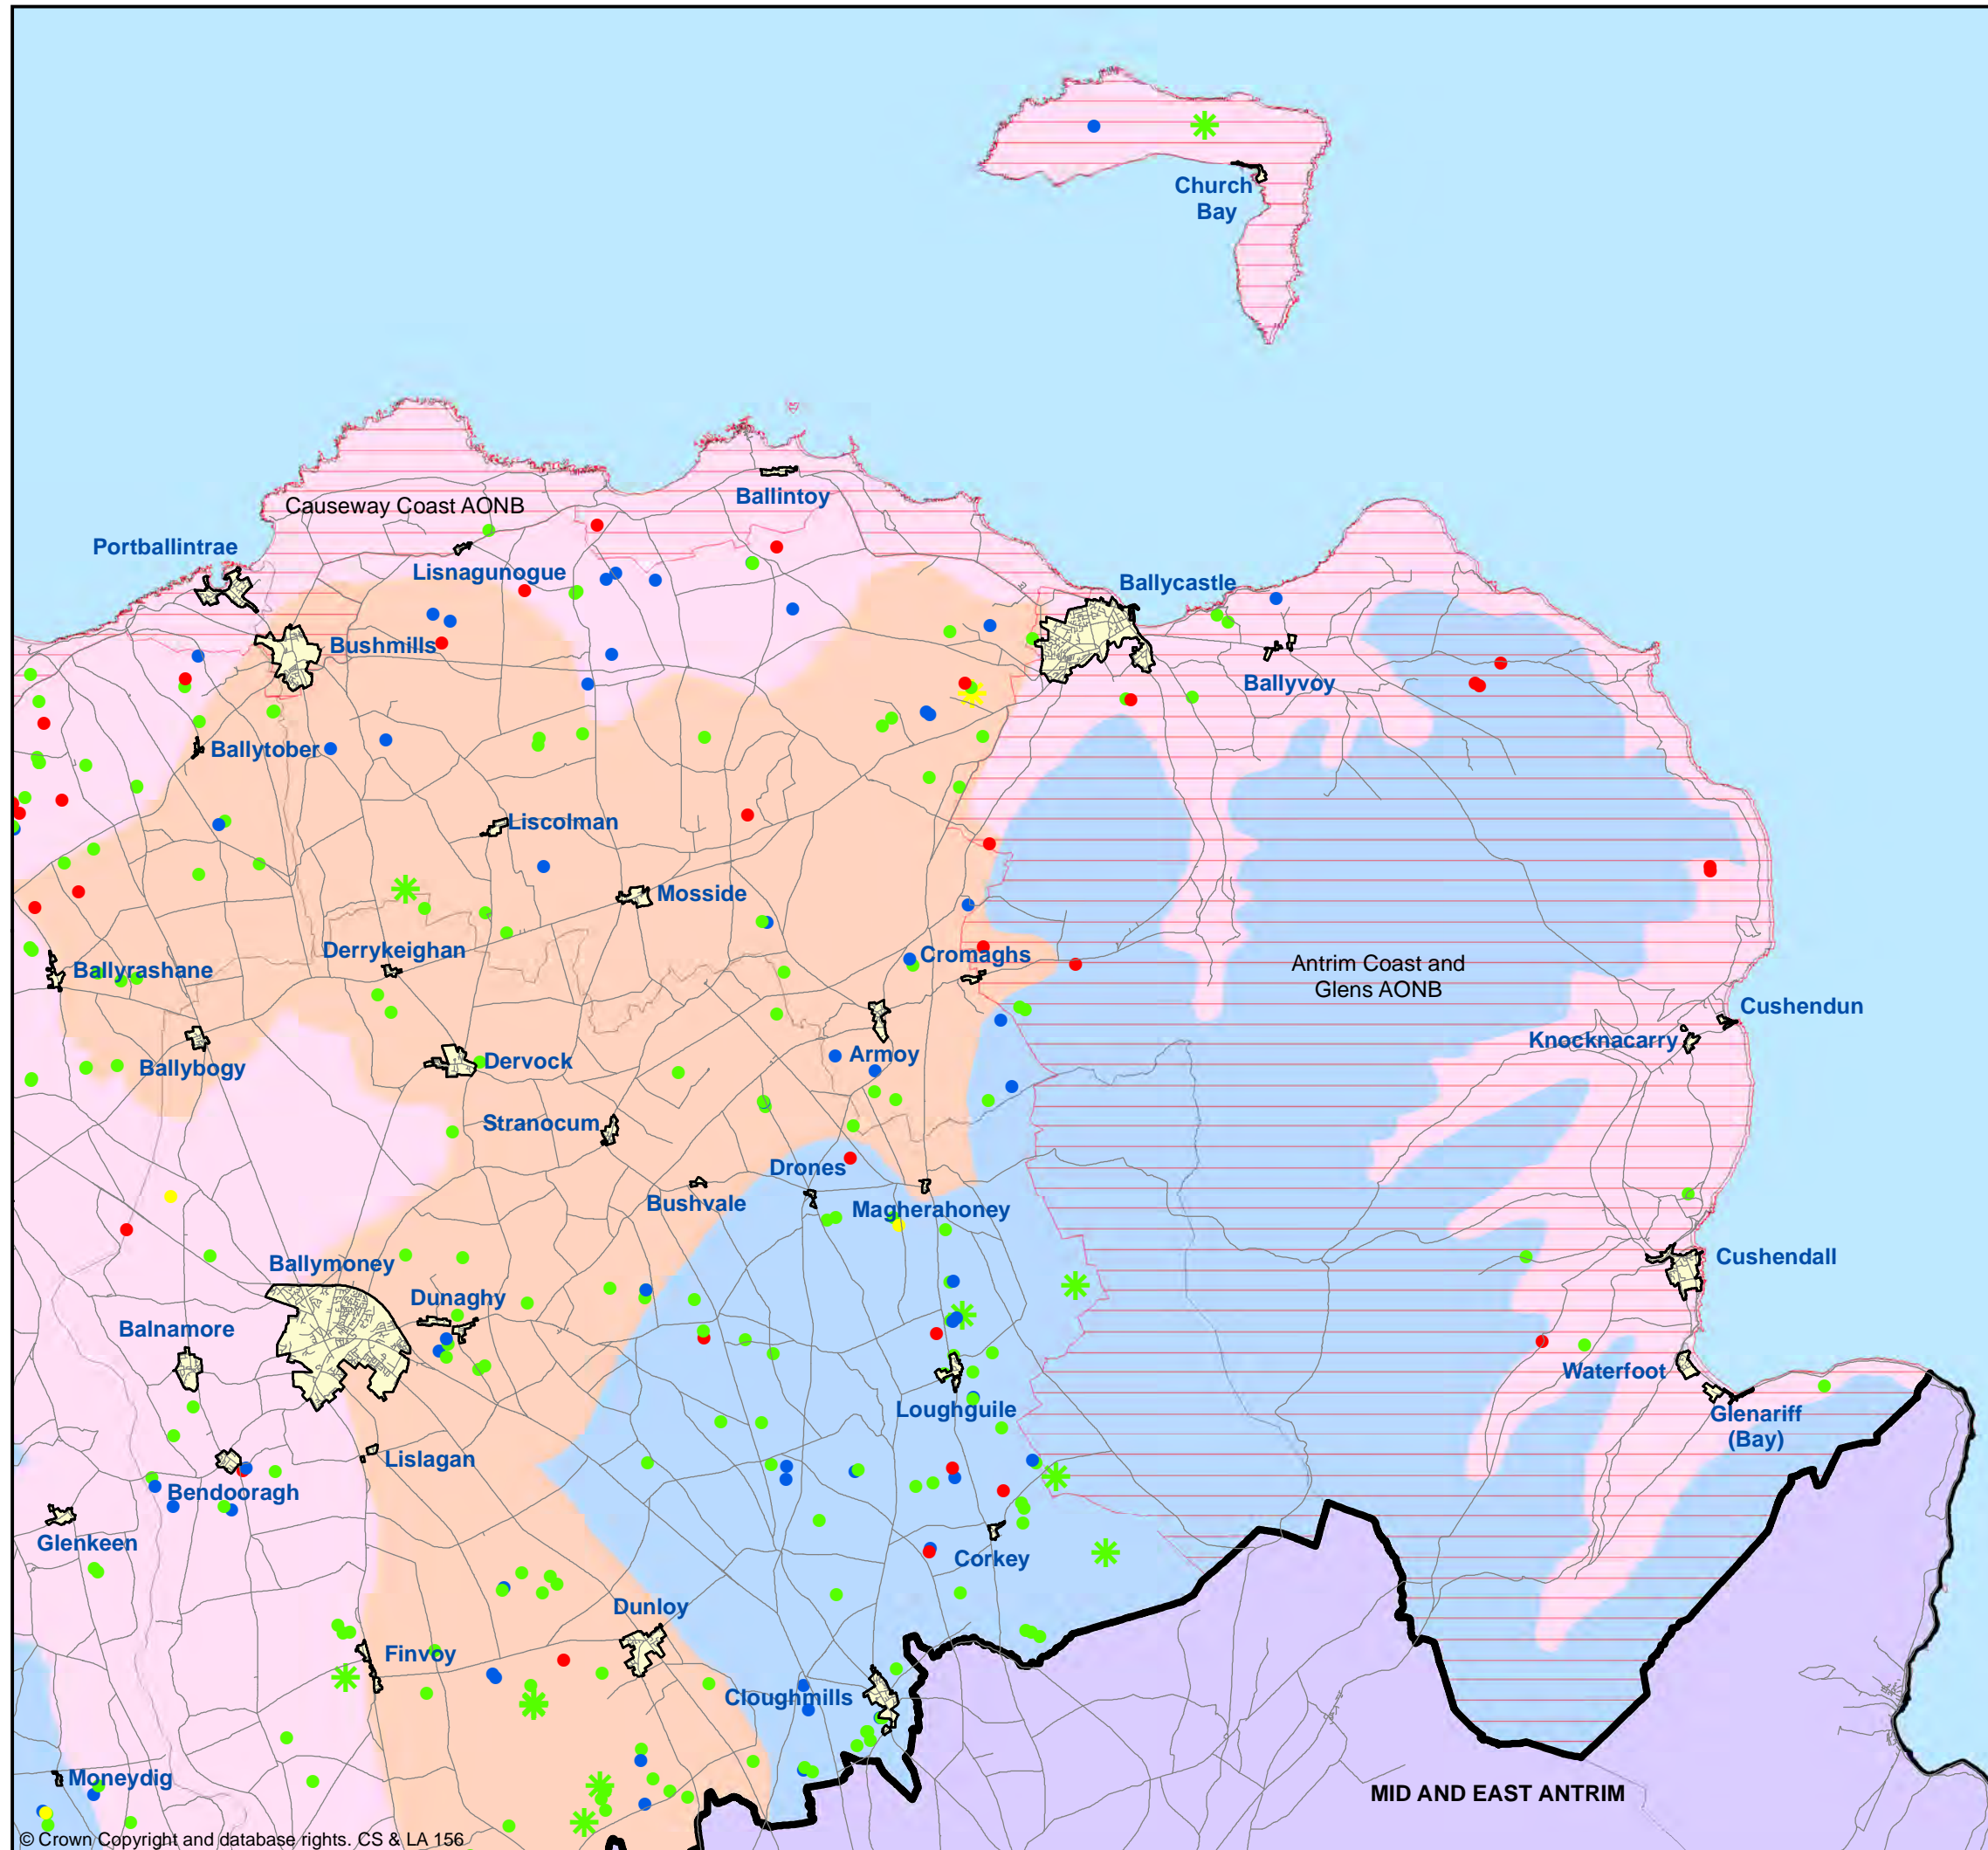 Church
Bay
Causeway Coast AONB
Ballintoy
Portballintrae
Lisnagunogue
Ballycastle
Bushmills
Ballyvoy
Ballytober
Liscolman
Mosside
Derrykeighan
Cromaghs
Ballyrashane
Antrim Coast and
Glens AONB
Cushendun
Knocknacarry
Ballybogy
Dervock
Armoy
Stranocum
Drones
Bushvale
Magherahoney
Ballymoney
Cushendall
Dunaghy
Balnamore
Waterfoot
Loughguile
Glenariff
(Bay)
Lislagan
Bendooragh
Glenkeen
Corkey
Dunloy
Finvoy
Cloughmills
Moneydig
MID AND EAST ANTRIM
© Crown Copyright and database rights. CS & LA 156